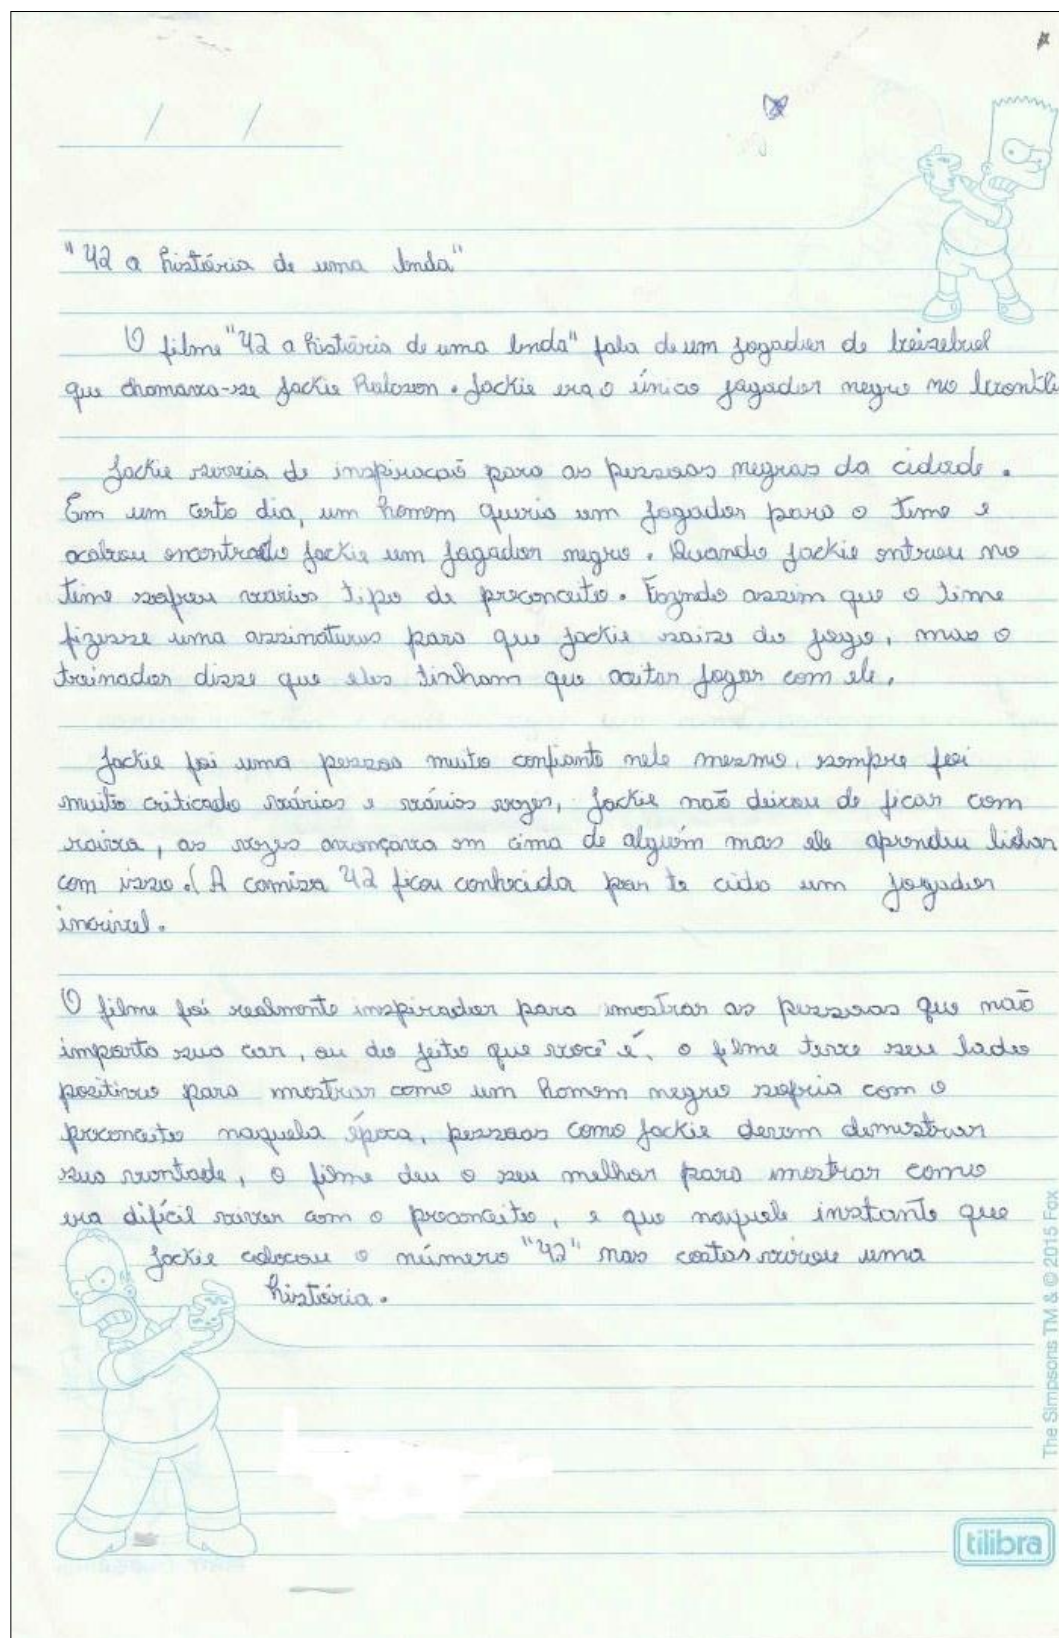 "42 a história de uma lenda"
O filme "42 a história de uma lenda" fala de um jogador de beisebuel
que chamava-se Jackie Robson. Jackie era o único jogador negro no
Jackie servia de inspiracaõ para as pessoas negras da cidade.
Em um certo dia, um homem queria um jogador para o time e
acabou encontrado Jackie um jogador negro. Quando Jackie entrou no
time sofreu varios tipo de preconceito. Fazendo assim que o time
fizesse uma assinaturas para que Jackie saise do jogo, mas o
treinador disse que eles tinham que aceitar jogar com ele.
Jackie foi uma pessoa muito confiante nele mesmo, sempre foi
muito criticado várias e várias vezes, Jackie naõ deixou de ficar com
raiva, as vezes avançava em cima de alguém mas ele aprendeu lidar
com isso. (A camisa 42 ficou conhecida por te cido um jogador
incrivel.
O filme foi realmente inspirador para mostrar as pessoas que naõ
importa sua cor, ou do jeito que você é, o filme teve seu lado
positivo para mostrar como um homem negro sofria com o
preconceito naquela época, pessoas como Jackie devem demostrar
sua vontade, o filme deu o seu melhor para mostrar como
era difícil viver com o preconceito, e que naquele instante que
Jackie colocou o número "42" nas costas virou uma
história.
The Simpsons TM & © 2015 Fox
tilibra